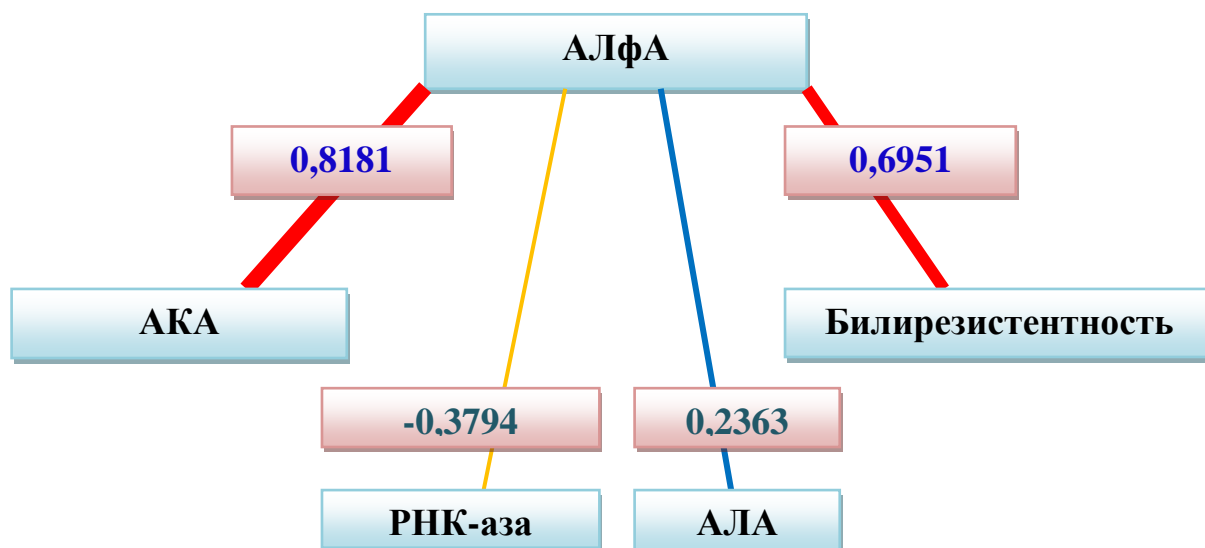 АЛфА
0,8181
0,6951
АКА
Билирезистентность
-0,3794
0,2363
РНК-аза
АЛА